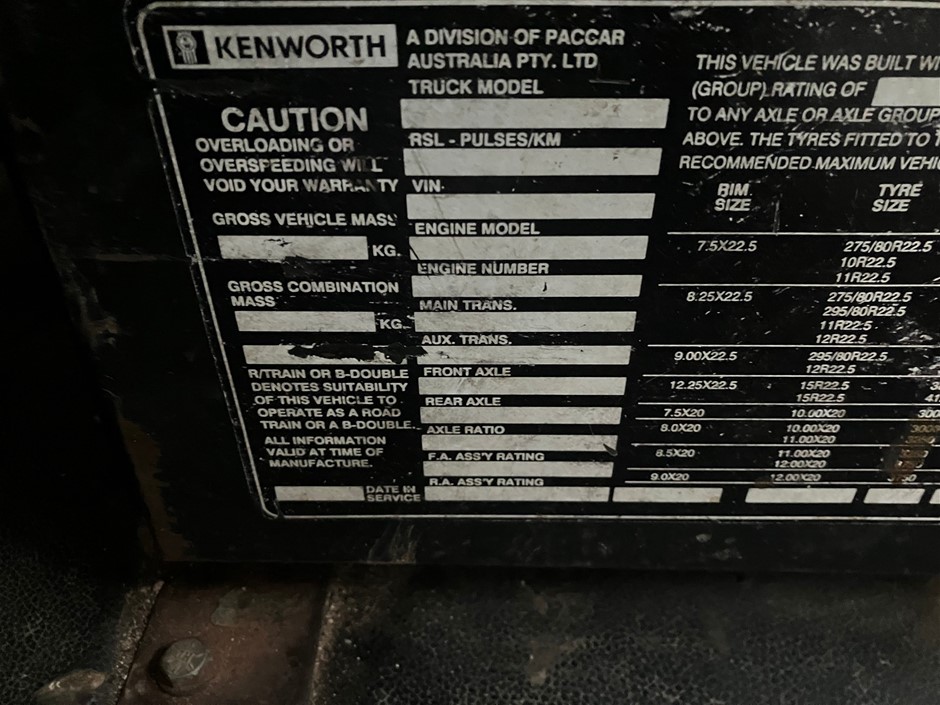 KENWORTH
A DIVISION OF PACCAR
AUSTRALIA PTY. LTD
TRUCK MODEL
CAUTION
OVERLOADING OR
OVERSPEEDING WILL
VOID YOUR WARRANTY
GROSS VEHICLE MASS
KG.
GROSS COMBINATION
MASS
KG.
R/TRAIN OR B-DOUBLE
DENOTES SUITABILITY
OF THIS VEHICLE TO
OPERATE AS A ROAD
TRAIN OR A B-DOUBLE.
ALL INFORMATION
VALID AT TIME OF
MANUFACTURE.
DATE IN
SERVICE
RSL - PULSES/KM
VIN
ENGINE MODEL
ENGINE NUMBER
MAIN TRANS.
AUX. TRANS.
FRONT AXLE
REAR AXLE
AXLE RATIO
F.A. ASS'Y RATING
R.A. ASS'Y RATING
THIS VEHICLE WAS BUILT
(GROUP) RATING OF
TO ANY AXLE OR AXLE GROUP
ABOVE. THE TYRES FITTED TO
RECOMMENDED MAXIMUM
RIM SIZE TYRE SIZE
7.5X22.5 275/80R22.5
10R22.5
11R22.5
8.25X22.5 275/80R22.5
295/80R22.5
11R22.5
12R22.5
9.00X22.5 295/80R22.5
12R22.5
12.25X22.5 15R22.5
15R22.5
7.5X20 10.00X20
8.0X20 10.00X20
11.00X20
8.5X20 11.00X20
12.00X20
9.0X20 12.00X20